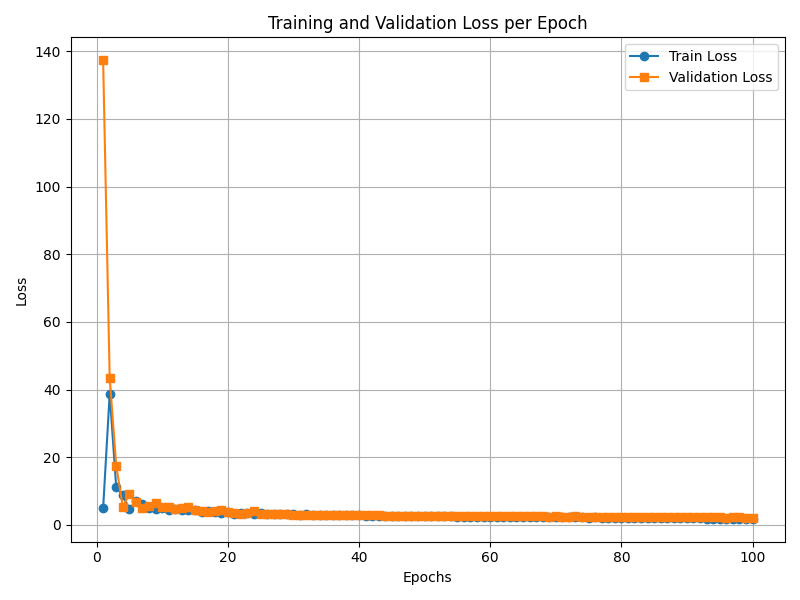 Training and Validation Loss per Epoch
Train Loss
Validation Loss
140
120
100
80
60
40
20
0
Loss
0 20 40 60 80 100
Epochs